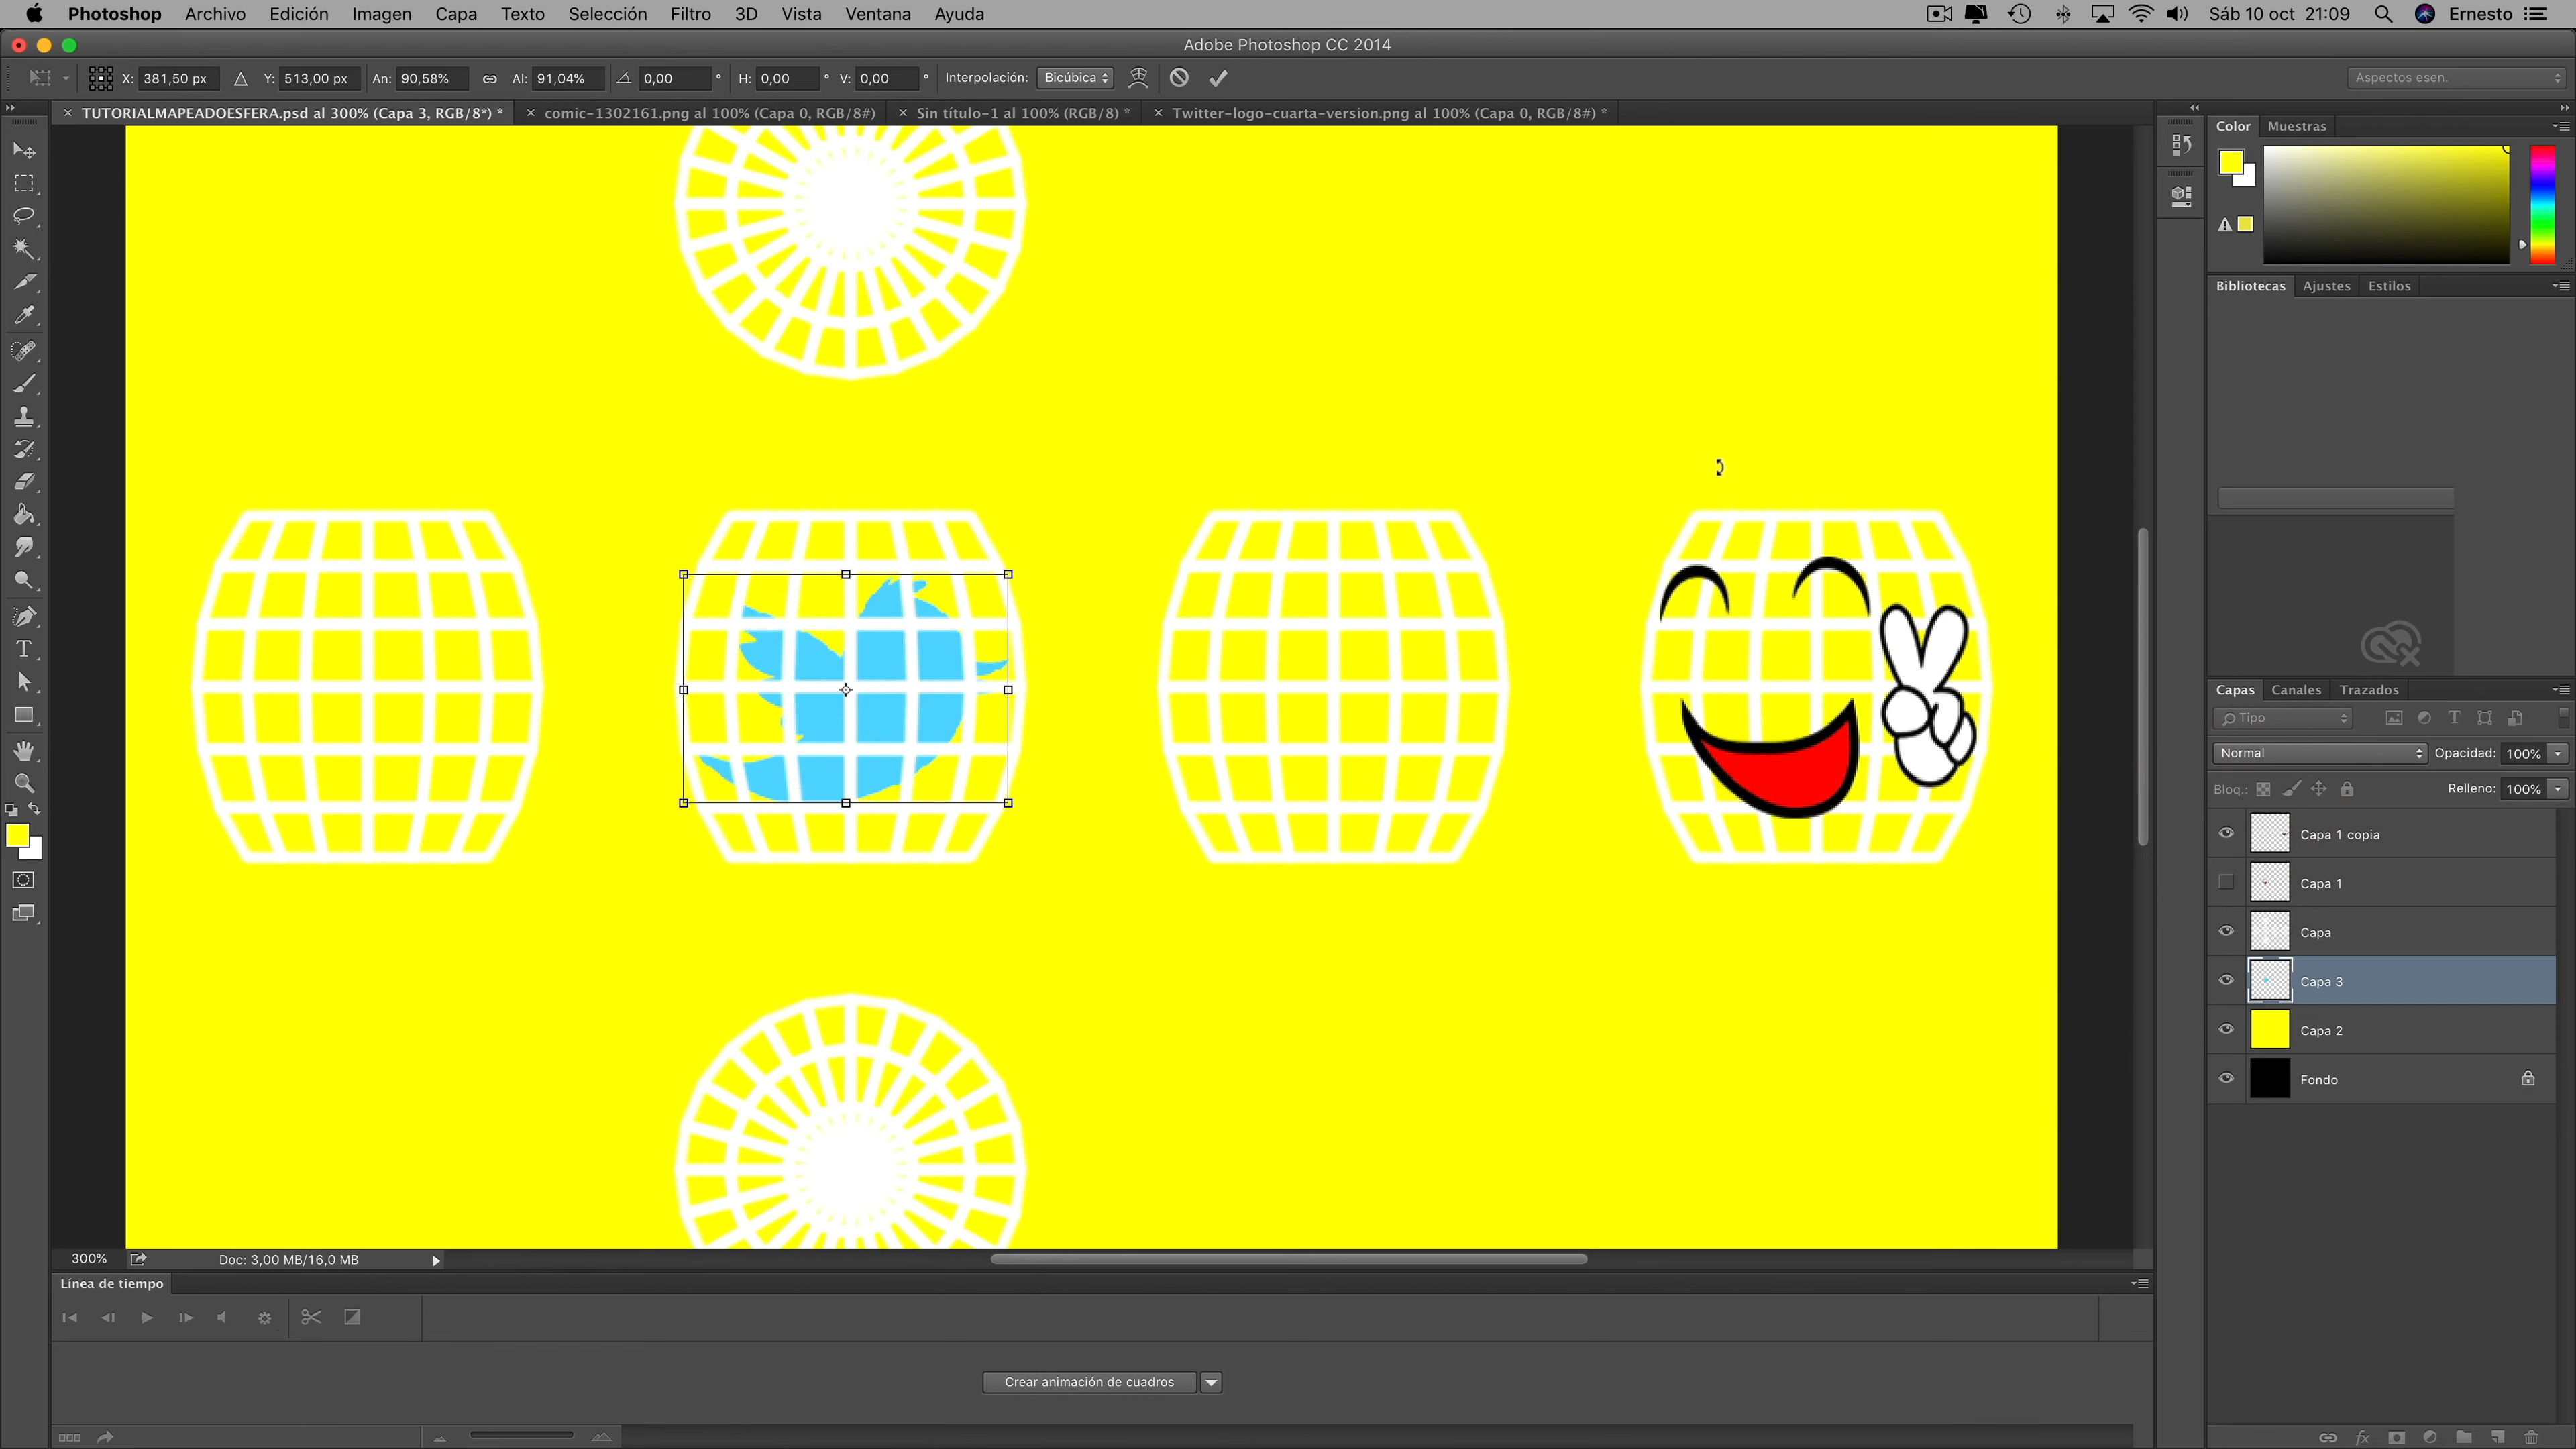 Photoshop Archivo Edición Imagen Capa Texto Selección Filtro 3D Vista Ventana Ayuda Sáb 10 oct 21:09 Ernesto
Adobe Photoshop CC 2014
X: 381,50 px Y: 513,00 px An: 90,58% Al: 91,04% 0,00 ° H: 0,00 ° V: 0,00 ° Interpolación: Bicúbica Aspectos esen.
× TUTORIALMAPEADOESFERA.psd al 300% (Capa 3, RGB/8*) * × comic-1302161.png al 100% (Capa 0, RGB/8#) × Sin título-1 al 100% (RGB/8) * × Twitter-logo-cuarta-version.png al 100% (Capa 0, RGB/8#) *
Color Muestras
Bibliotecas Ajustes Estilos
Capas Canales Trazados
Tipo
Normal Opacidad: 100%
Bloq.: Relleno: 100%
Capa 1 copia
Capa 1
Capa
Capa 3
Capa 2
Fondo
300% Doc: 3,00 MB/16,0 MB
Línea de tiempo
Crear animación de cuadros